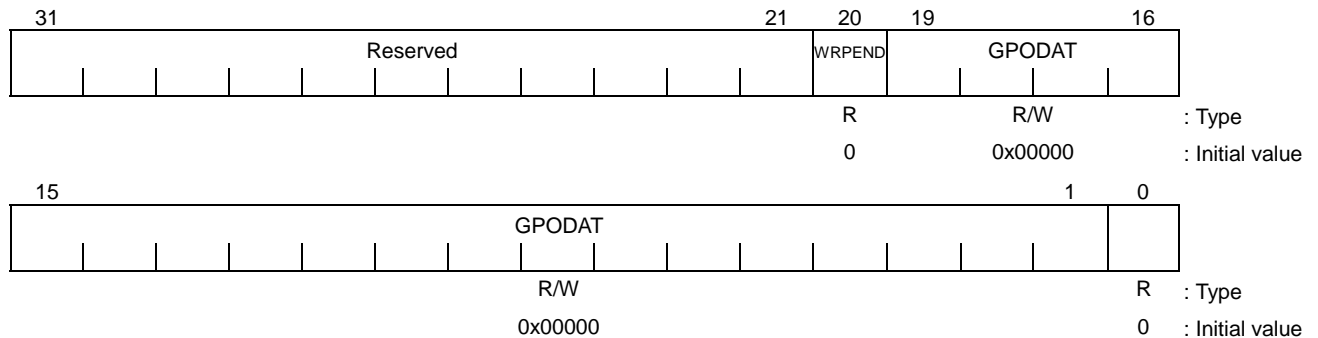 31 21 20 19 16
Reserved WRPEND GPODAT
R R/W : Type
0 0x00000 : Initial value
15 1 0
GPODAT
R/W R : Type
0x00000 0 : Initial value